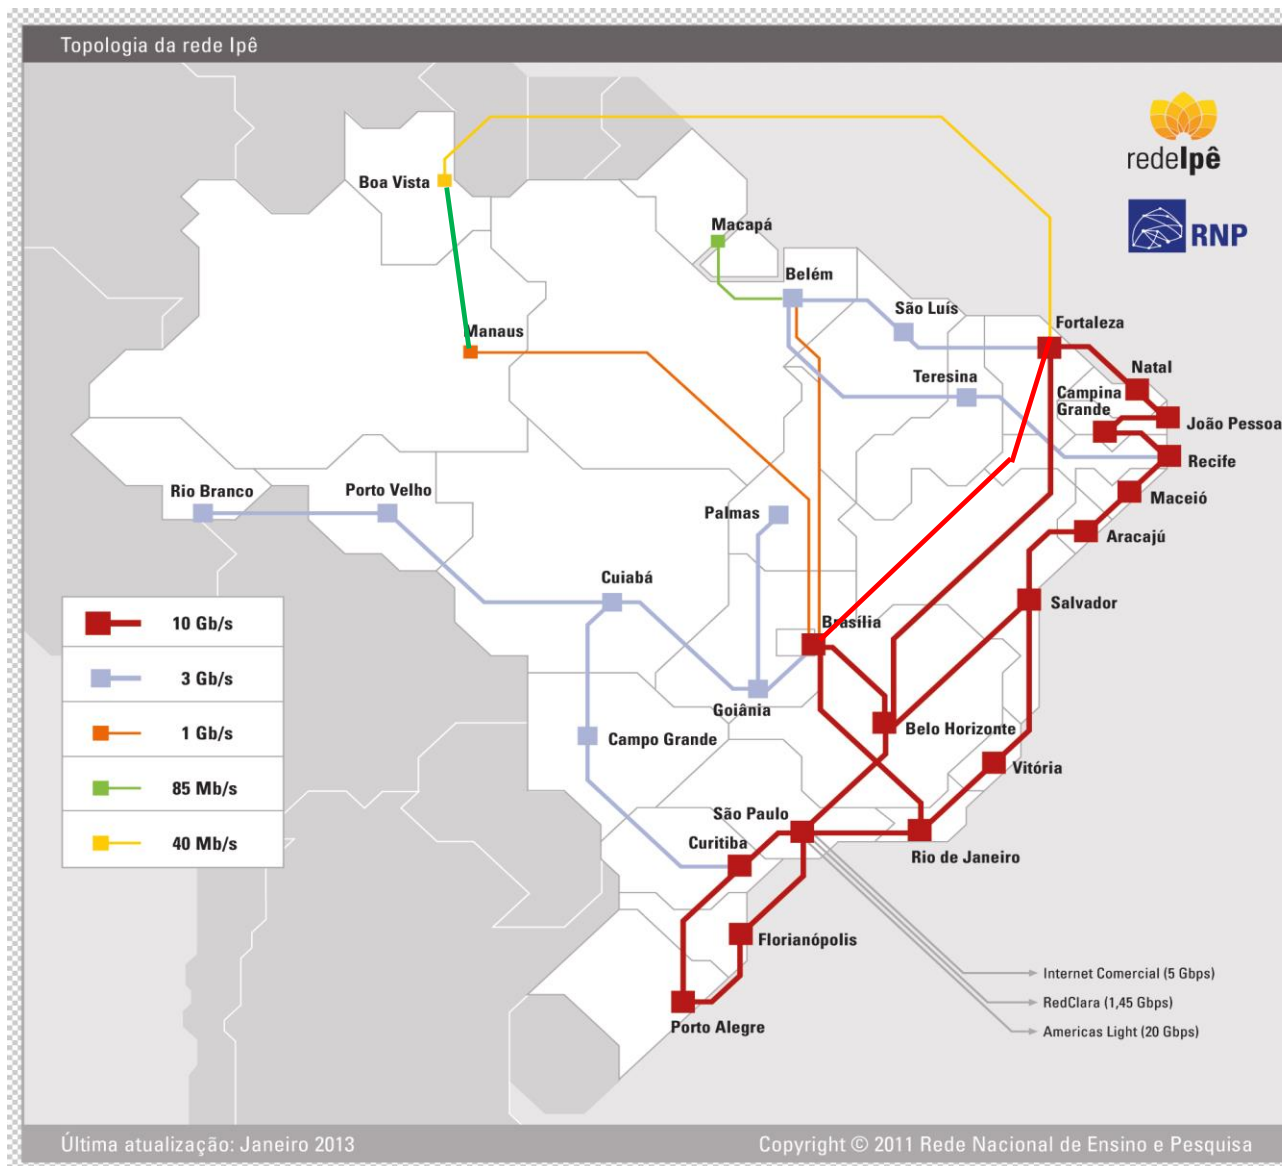 Topologia da rede Ipê
redeIpê
RNP
Boa Vista
Macapá
Belém
São Luís
Fortaleza
Manaus
Teresina
Natal
Campina
Grande
João Pessoa
Recife
Rio Branco
Porto Velho
Palmas
Maceió
Aracajú
Cuiabá
Salvador
Brasília
10 Gb/s
3 Gb/s
1 Gb/s
85 Mb/s
40 Mb/s
Goiânia
Campo Grande
Belo Horizonte
Vitória
São Paulo
Curitiba
Rio de Janeiro
Florianópolis
Porto Alegre
Internet Comercial (5 Gbps)
RedClara (1,45 Gbps)
Americas Light (20 Gbps)
Última atualização: Janeiro 2013
Copyright © 2011 Rede Nacional de Ensino e Pesquisa